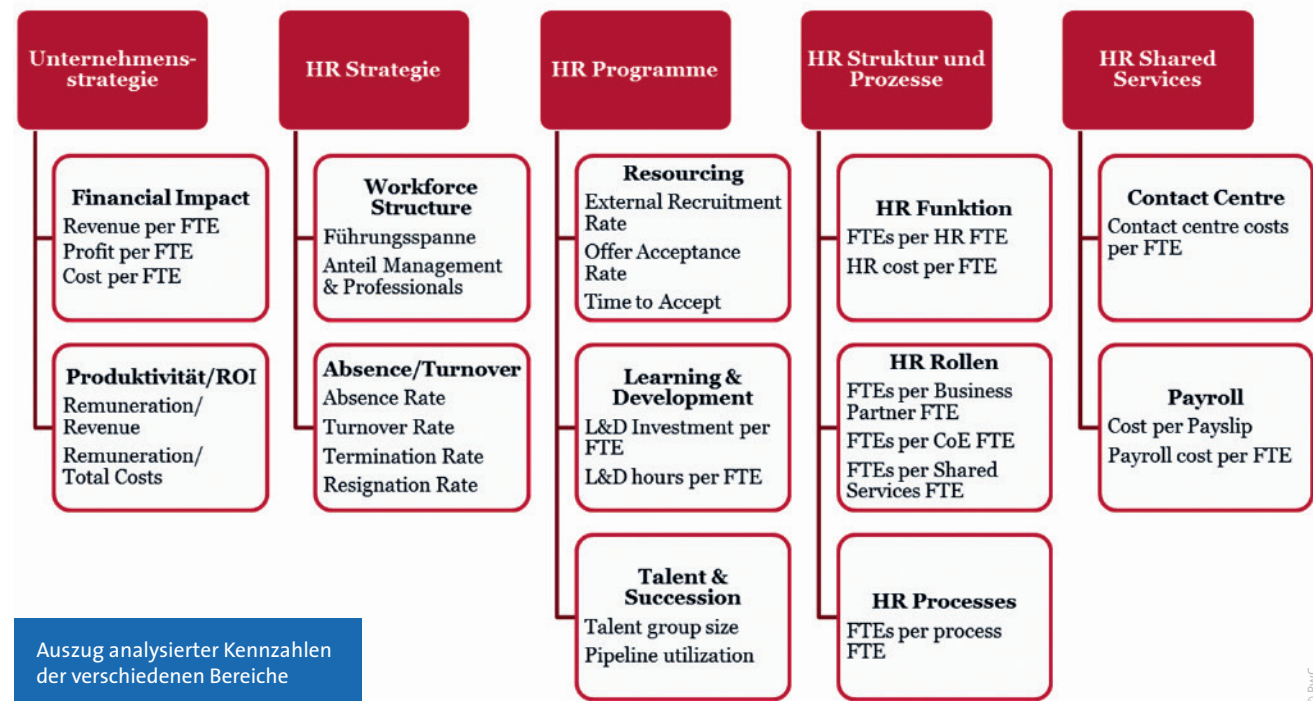 Unternehmens-
strategie
Financial Impact
Revenue per FTE
Profit per FTE
Cost per FTE
Produktivität/ROI
Remuneration/
Revenue
Remuneration/
Total Costs
HR Strategie
Workforce
Structure
Führungsspanne
Anteil Management
& Professionals
Absence/Turnover
Absence Rate
Turnover Rate
Termination Rate
Resignation Rate
HR Programme
Resourcing
External Recruitment
Rate
Offer Acceptance
Rate
Time to Accept
Learning &
Development
L&D Investment per
FTE
L&D hours per FTE
Talent &
Succession
Talent group size
Pipeline utilization
HR Struktur und
Prozesse
HR Funktion
FTEs per HR FTE
HR cost per FTE
HR Rollen
FTEs per Business
Partner FTE
FTEs per CoE FTE
FTEs per Shared
Services FTE
HR Processes
FTEs per process
FTE
HR Shared
Services
Contact Centre
Contact centre costs
per FTE
Payroll
Cost per Payslip
Payroll cost per FTE
Auszug analysierter Kennzahlen
der verschiedenen Bereiche
© PwC